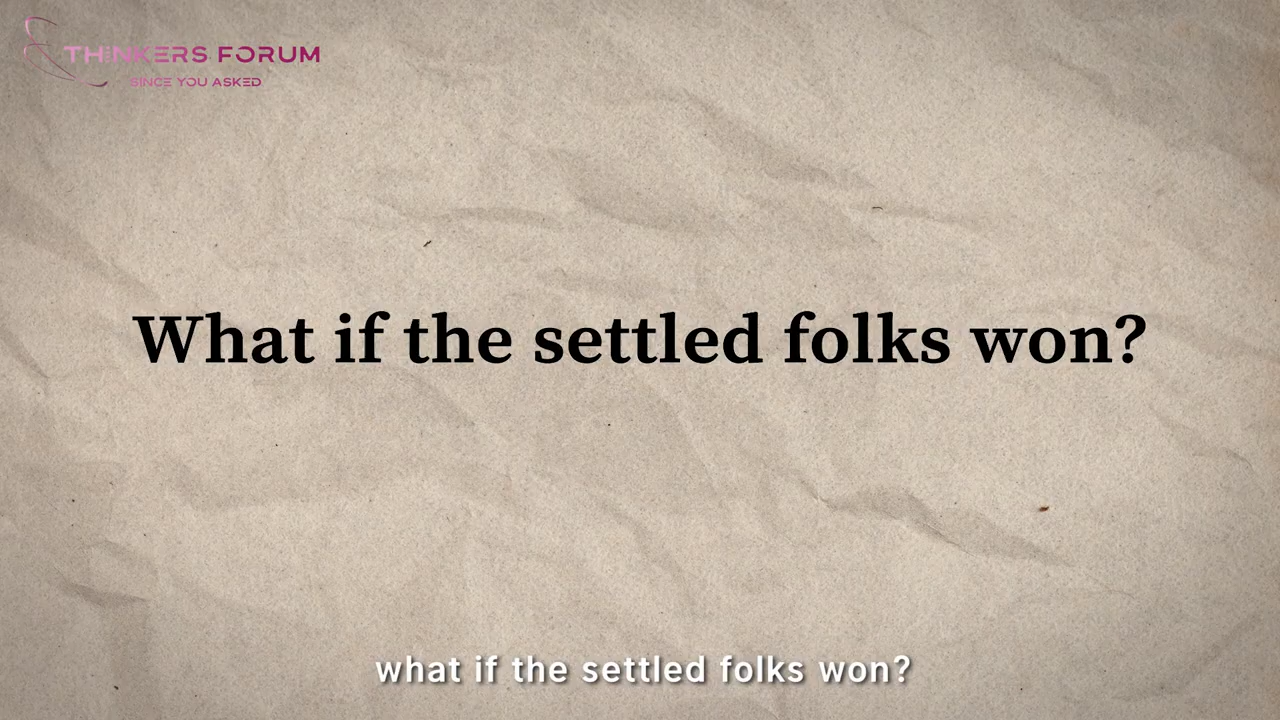 THINKERS FORUM
SINCE YOU ASKED
What if the settled folks won?
what if the settled folks won?